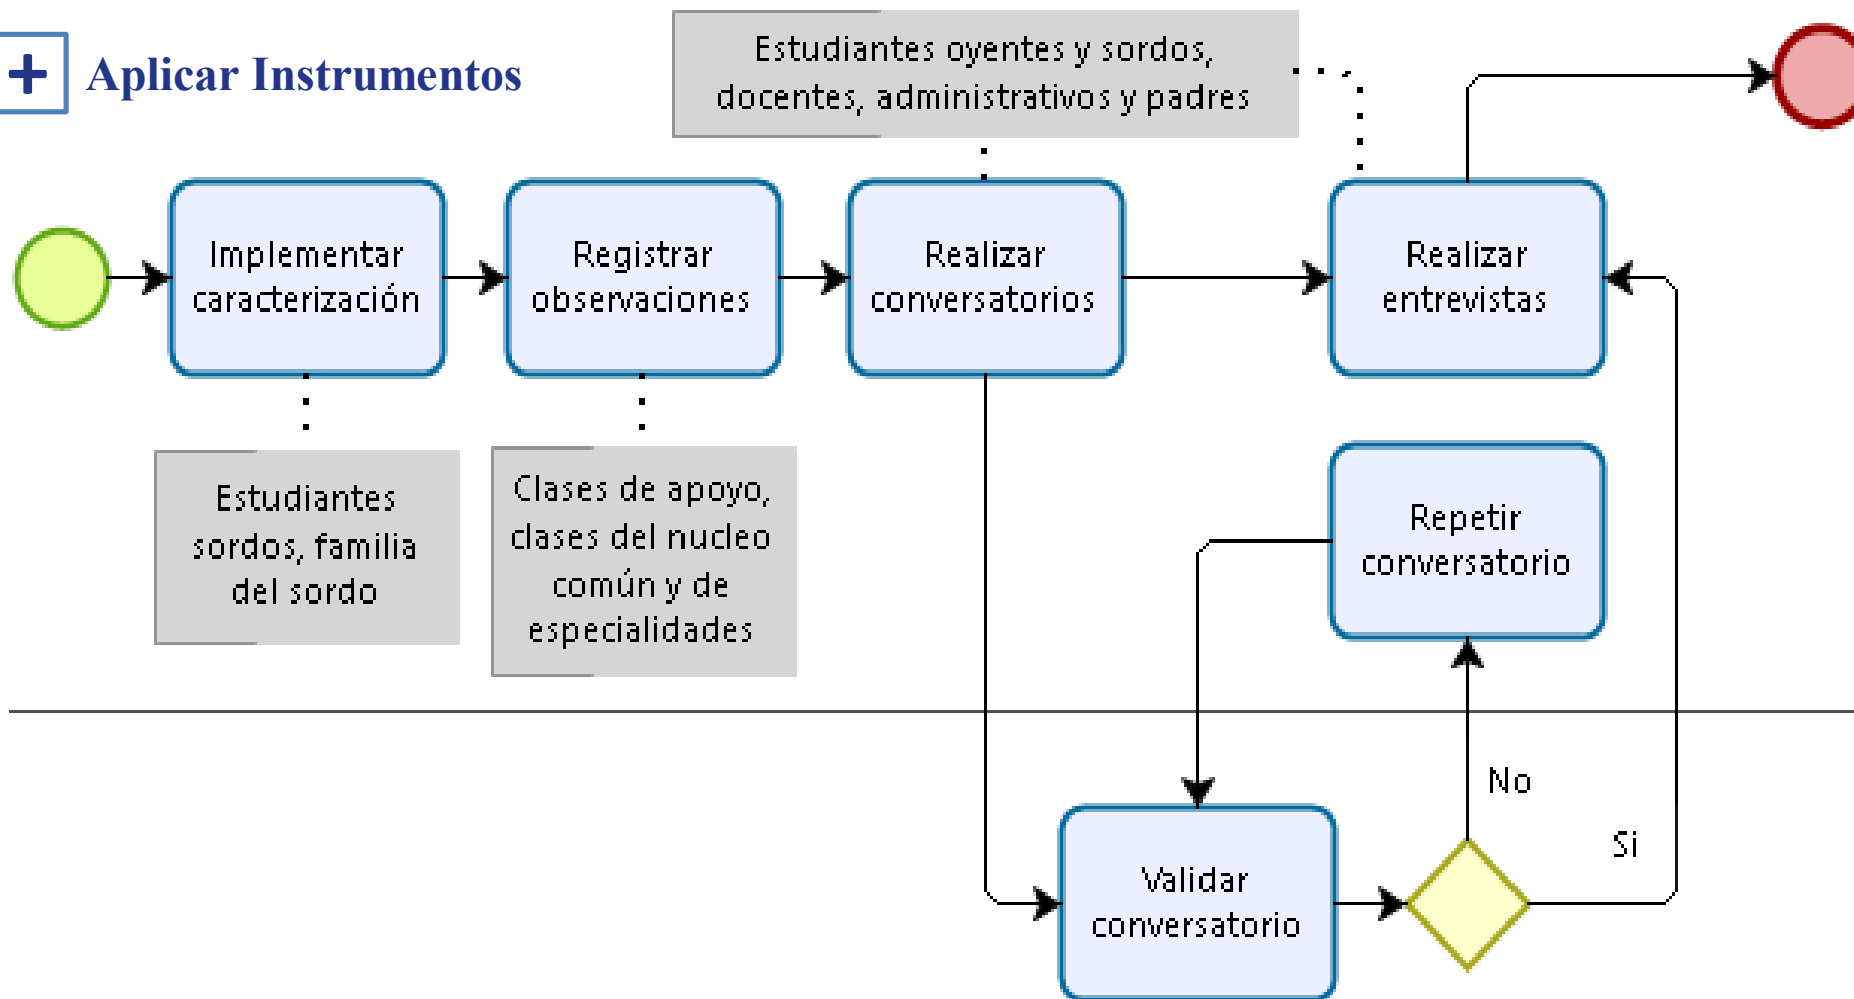 Aplicar Instrumentos
Estudiantes oyentes y sordos,
docentes, administrativos y padres
Implementar
caracterización
Registrar
observaciones
Realizar
conversatorios
Realizar
entrevistas
Estudiantes
sordos, familia
del sordo
Clases de apoyo,
clases del nucleo
común y de
especialidades
Repetir
conversatorio
No
Si
Validar
conversatorio